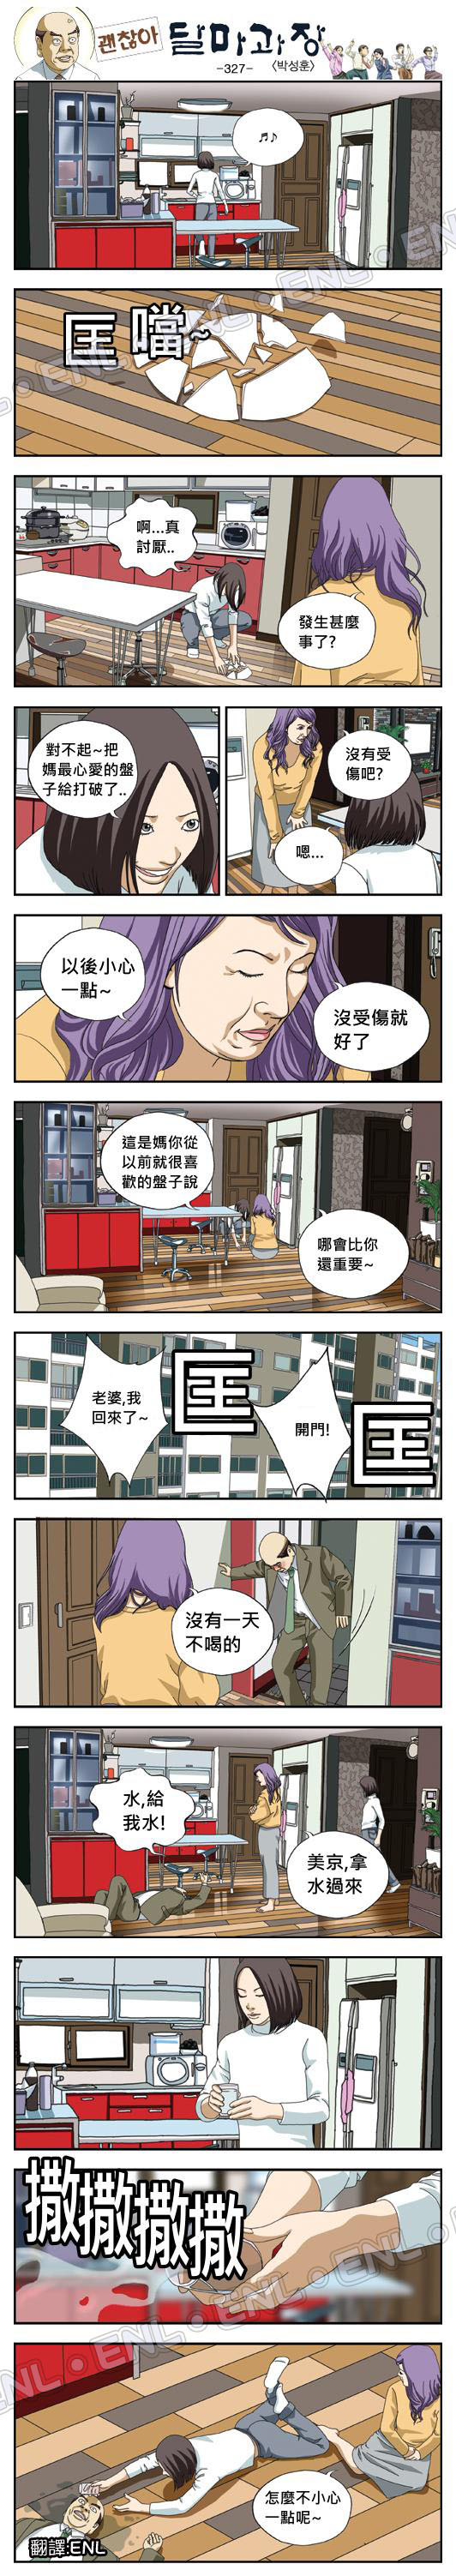 괜찮아
달마과장
-327-
〈박성훈〉
♬♪
匡噹~
啊...真
討厭..
發生甚麼
事了?
對不起~把
媽最心愛的盤
子給打破了..
沒有受
傷吧?
嗯...
以後小心
一點~
沒受傷就
好了
這是媽你從
以前就很喜
歡的盤子說
哪會比你
還重要~
老婆,我
回來了~
匡
開門!
匡
沒有一天
不喝的
水,給
我水!
美京,拿
水過來
撒撒撒撒
怎麼不小心
一點呢~
翻譯:ENL
ENL